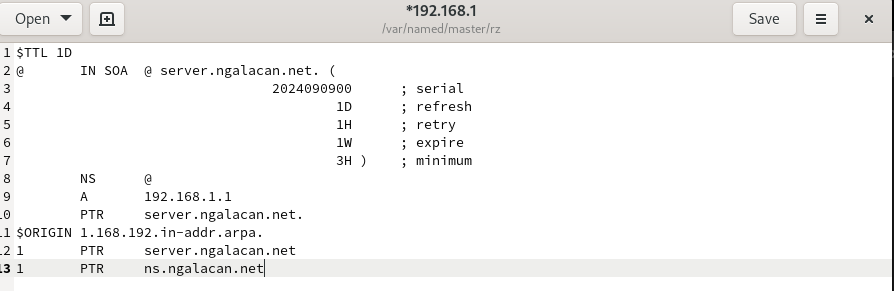 Open
*192.168.1
/var/named/master/rz
Save
1 $TTL 1D
2 @       IN SOA  @ server.ngalacan.net. (
3                                 2024090900      ; serial
4                                         1D      ; refresh
5                                         1H      ; retry
6                                         1W      ; expire
7                                         3H )    ; minimum
8         NS      @
9         A       192.168.1.1
10         PTR     server.ngalacan.net.
11 $ORIGIN 1.168.192.in-addr.arpa.
12 1       PTR     server.ngalacan.net
13 1       PTR     ns.ngalacan.net